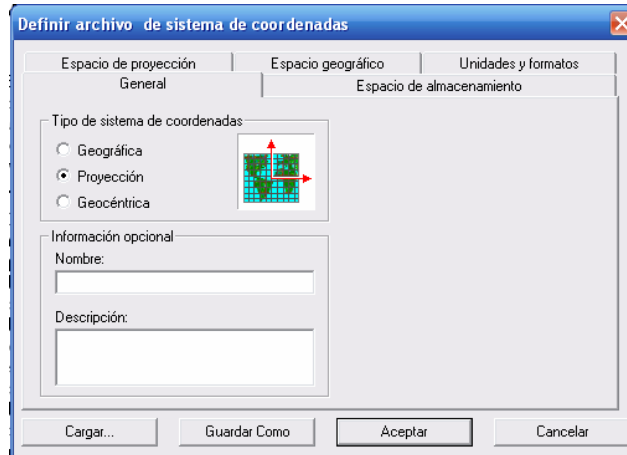 Definir archivo de sistema de coordenadas
Espacio de proyección
Espacio geográfico
Unidades y formatos
General
Espacio de almacenamiento
Tipo de sistema de coordenadas
Geográfica
Proyección
Geocéntrica
Información opcional
Nombre:
Descripción:
Cargar...
Guardar Como
Aceptar
Cancelar